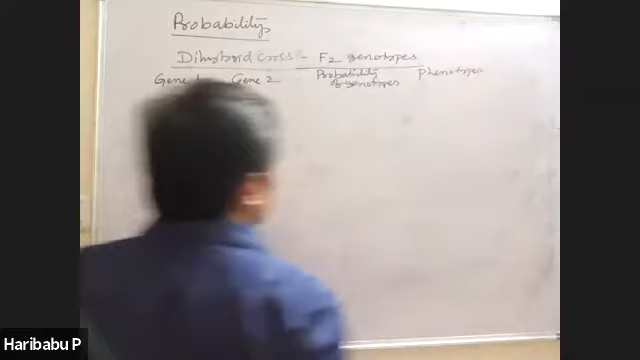 Probability
Dihybrid cross - F2 genotypes
Gene 1 Gene 2 Probability of genotypes Phenotypes
Haribabu P